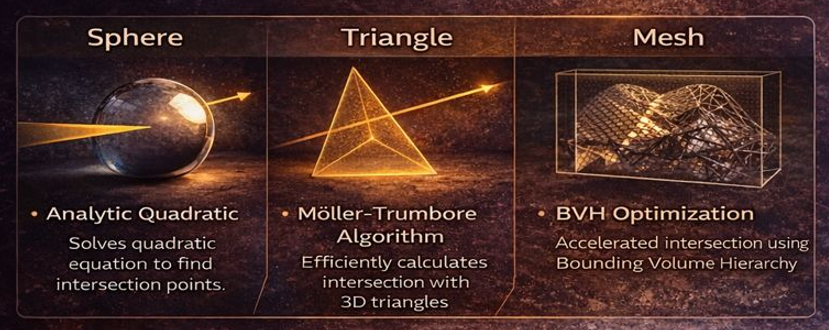 Sphere
• Analytic Quadratic
Solves quadratic
equation to find
intersection points.
Triangle
• Möller-Trumbore
Algorithm
Efficiently calculates
intersection with
3D triangles
Mesh
• BVH Optimization
Accelerated intersection using
Bounding Volume Hierarchy